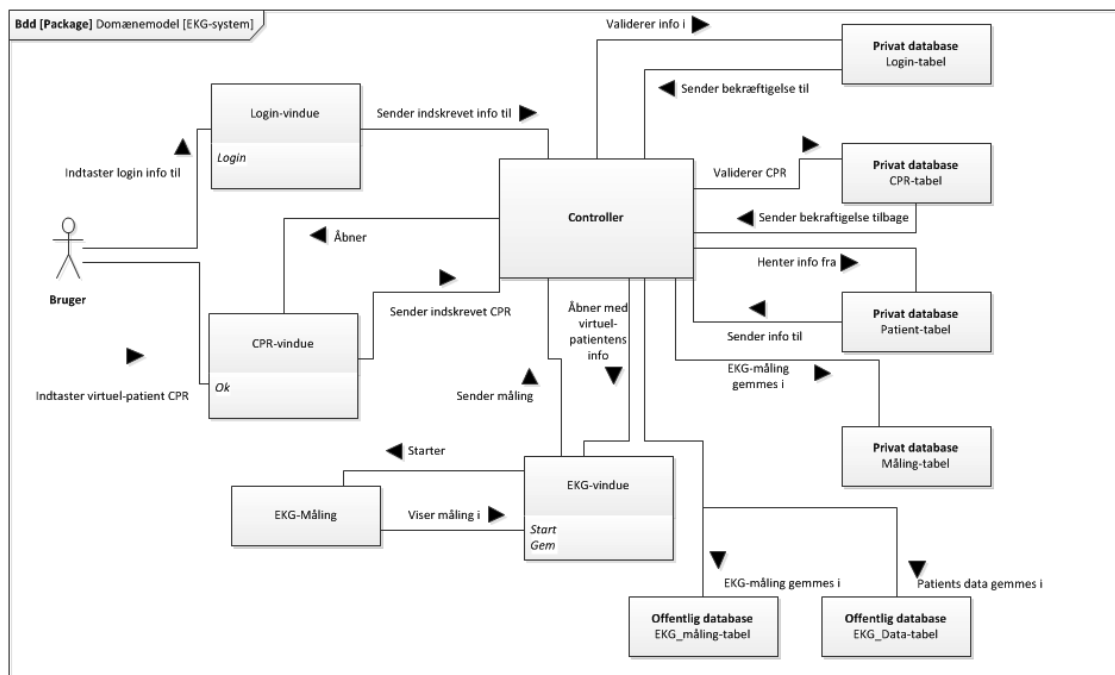 Bdd [Package] Domænemodel [EKG-system]
Validerer info i
Privat database
Login-tabel
Sender bekræftigelse til
Login-vindue
Login
Sender indskrevet info til
Indtaster login info til
Validerer CPR
Privat database
CPR-tabel
Sender bekraftigelse tilbage
Controller
Bruger
Åbner
Henter info fra
Privat database
Patient-tabel
Sender info til
Sender indskrevet CPR
Åbner med
virtuel-
patientens
info
CPR-vindue
Ok
Indtaster virtuel-patient CPR
Sender måling
EKG-måling
gemmes i
Privat database
Måling-tabel
Starter
EKG-vindue
Start
Gem
EKG-Måling
Viser måling i
EKG-måling gemmes i
Patients data gemmes i
Offentlig database
EKG_måling-tabel
Offentlig database
EKG_Data-tabel